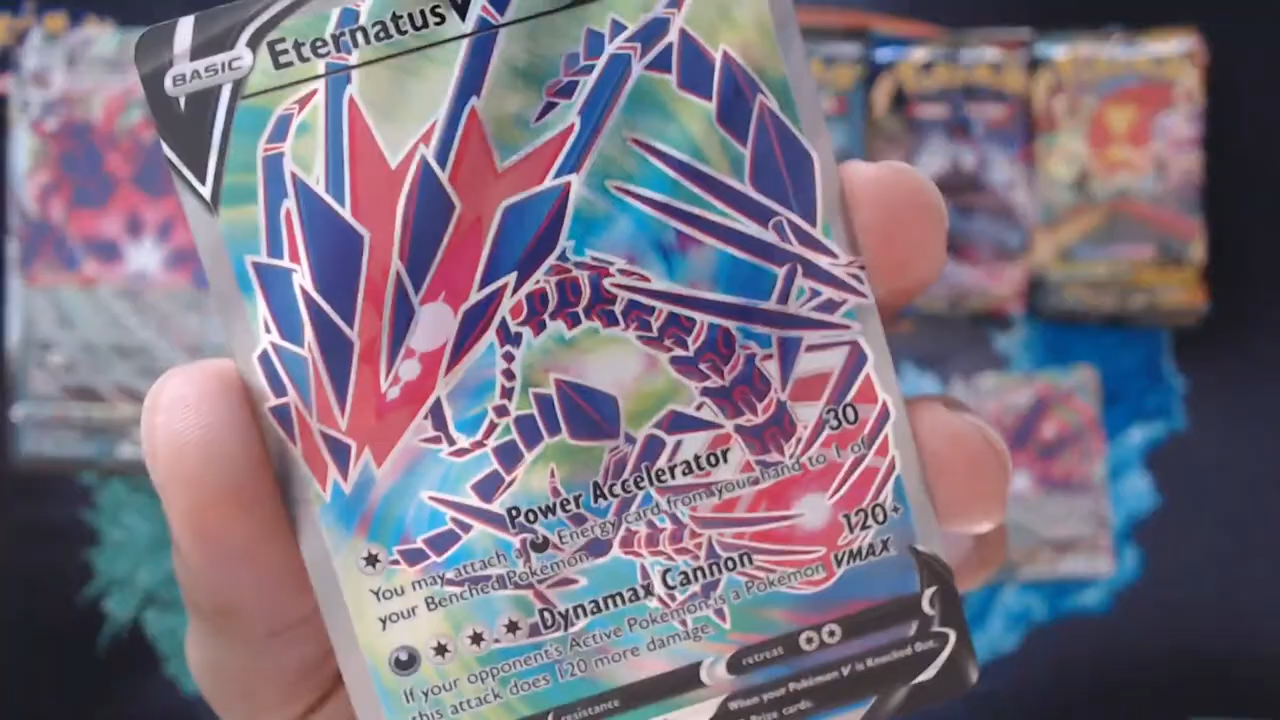 BASIC Eternatus V
Power Accelerator 30
You may attach a Energy card from your hand to 1 of
your Benched Pokémon.
Dynamax Cannon 120+
If your opponent's Active Pokémon is a Pokémon VMAX
this attack does 120 more damage.
resistance retreat
When your Pokémon V is Knocked Out,
Prize cards.